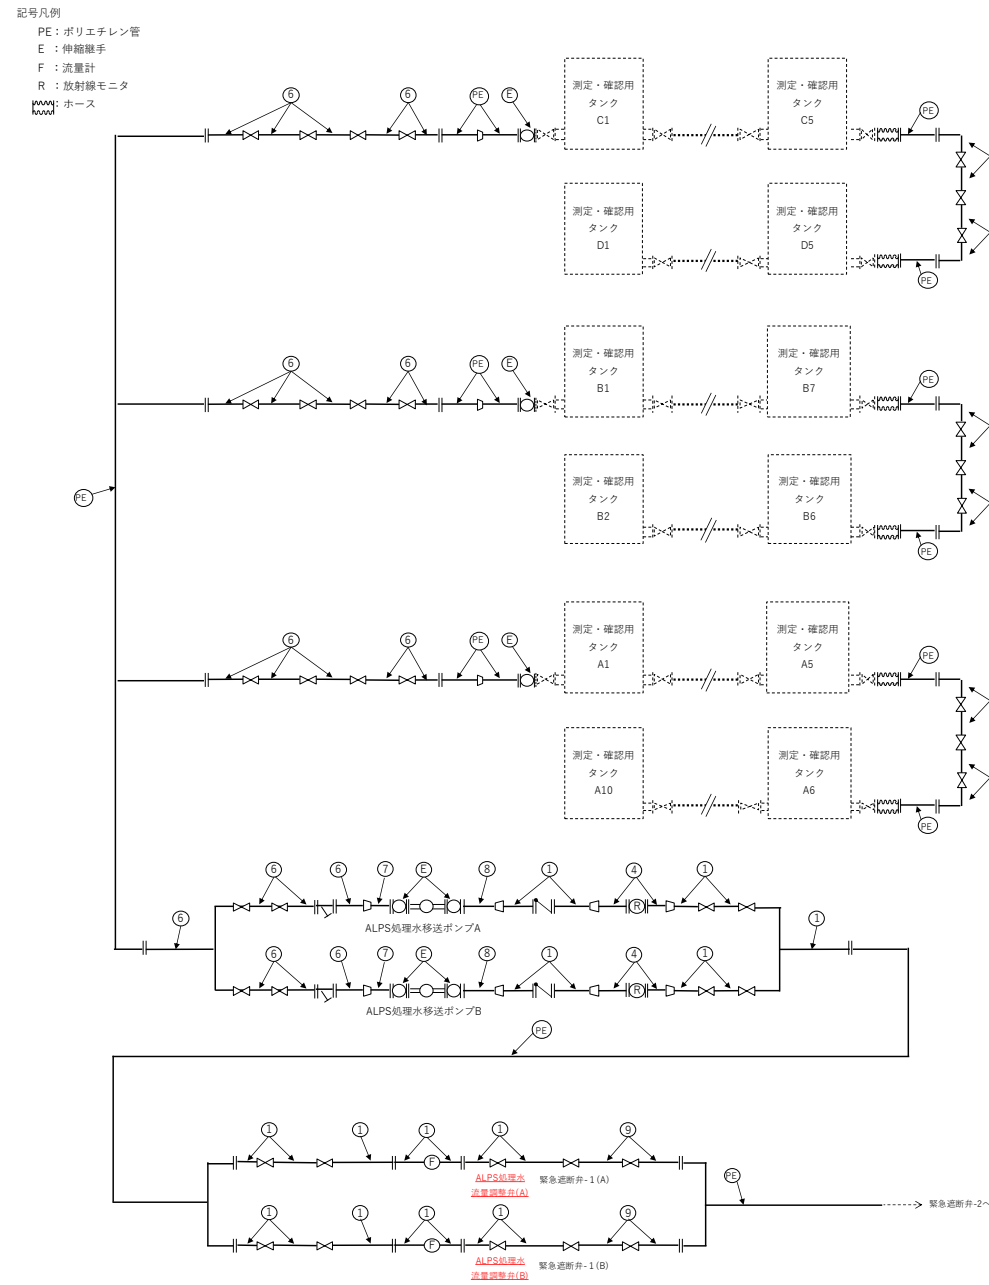 記号凡例
PE：ポリエチレン管
E ：伸縮継手
F ：流量計
R ：放射線モニタ
：ホース
6 6 PE E
測定・確認用
タンク
C1
測定・確認用
タンク
C5
PE
測定・確認用
タンク
D1
測定・確認用
タンク
D5
PE
6 6 PE E
測定・確認用
タンク
B1
測定・確認用
タンク
B7
PE
測定・確認用
タンク
B2
測定・確認用
タンク
B6
PE
PE
6 6 PE E
測定・確認用
タンク
A1
測定・確認用
タンク
A5
PE
測定・確認用
タンク
A10
測定・確認用
タンク
A6
PE
6 6 7 E 8 1 4 1
R
6
1
ALPS処理水移送ポンプA
6 6 7 E 8 1 4 1
R
ALPS処理水移送ポンプB
PE
1 1 1 1 9
F
ALPS処理水
流量調整弁(A)
緊急遮断弁-1(A)
PE
緊急遮断弁-2へ
1 1 1 1 9
F
ALPS処理水
流量調整弁(B)
緊急遮断弁-1(B)